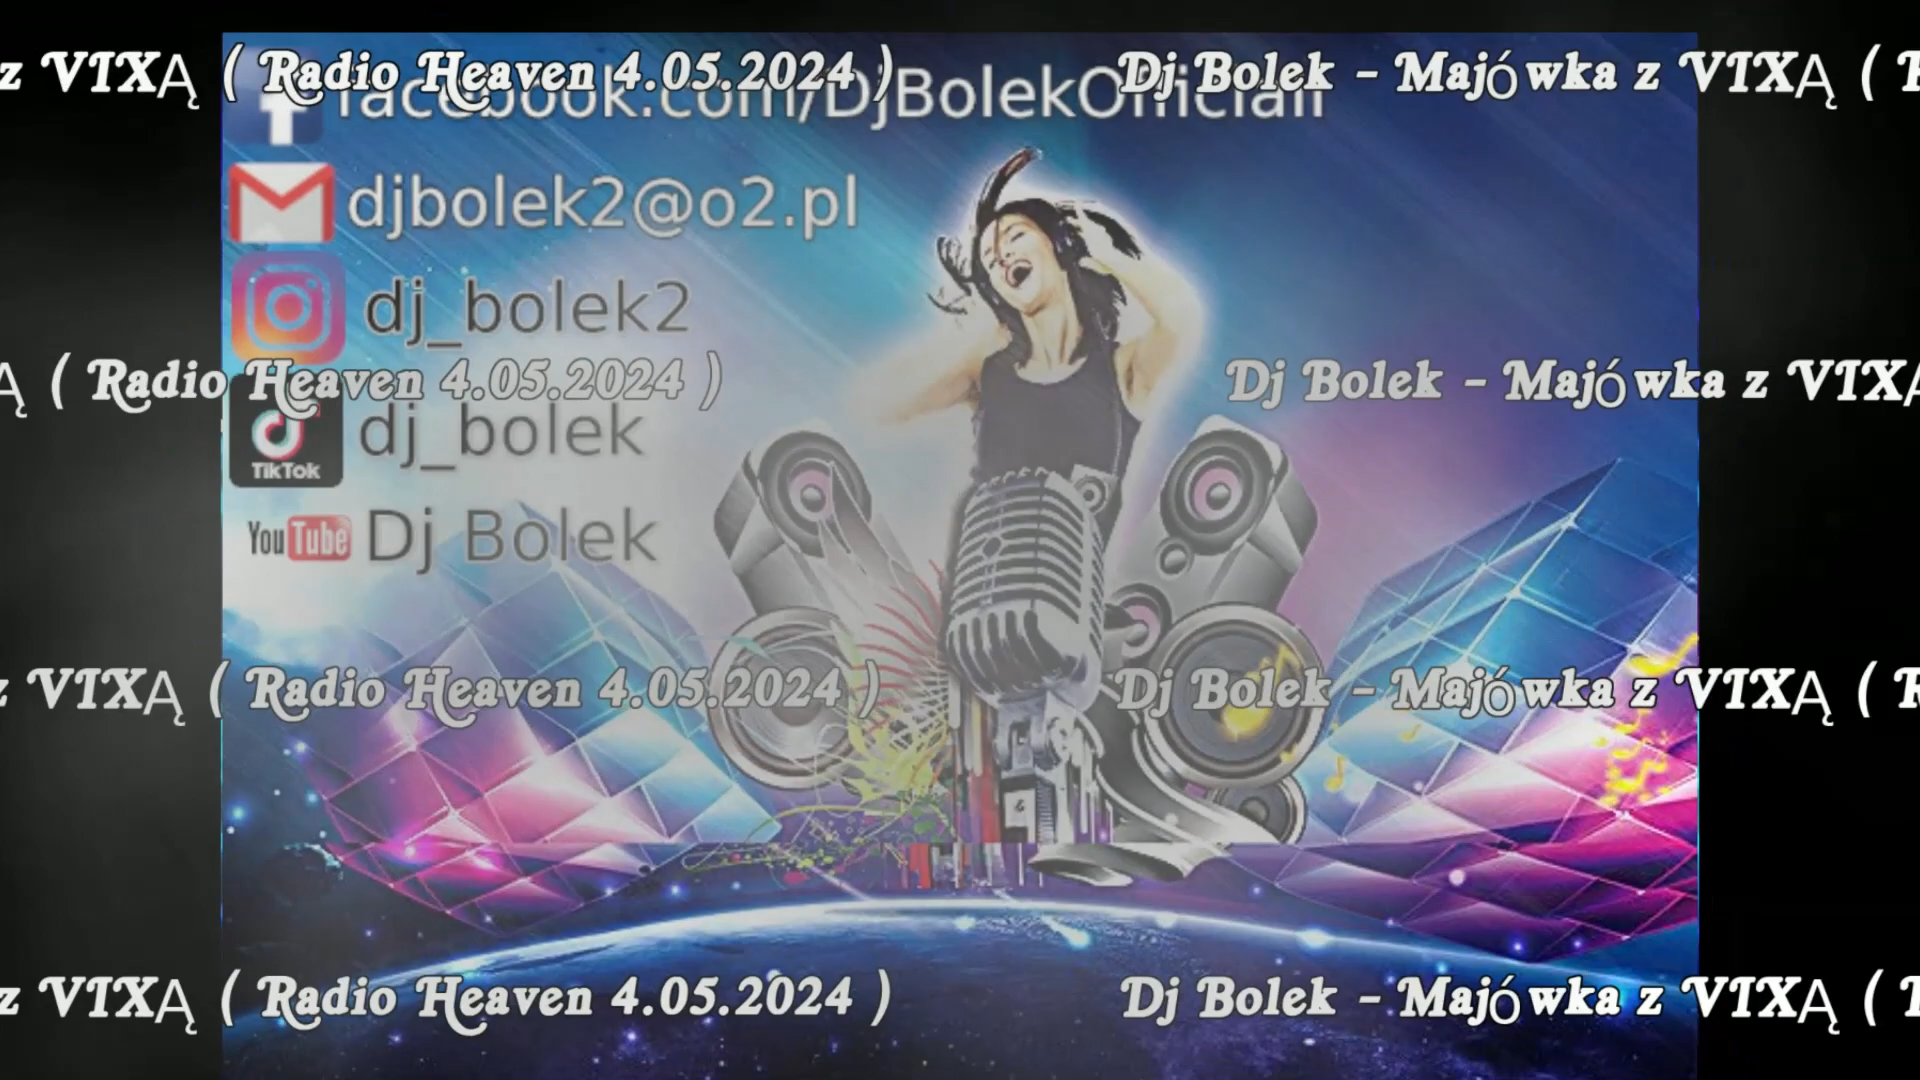 z VIXĄ ( Radio Heaven 4.05.2024 ) Dj Bolek - Majówka z VIXĄ (
facebook.com/DjBolekOfficiall
djbolek2@o2.pl
dj_bolek2
Ą ( Radio Heaven 4.05.2024 ) Dj Bolek - Majówka z VIXĄ
TikTok dj_bolek
YouTube Dj Bolek
z VIXĄ ( Radio Heaven 4.05.2024 ) Dj Bolek - Majówka z VIXĄ (
z VIXĄ ( Radio Heaven 4.05.2024 ) Dj Bolek - Majówka z VIXĄ (